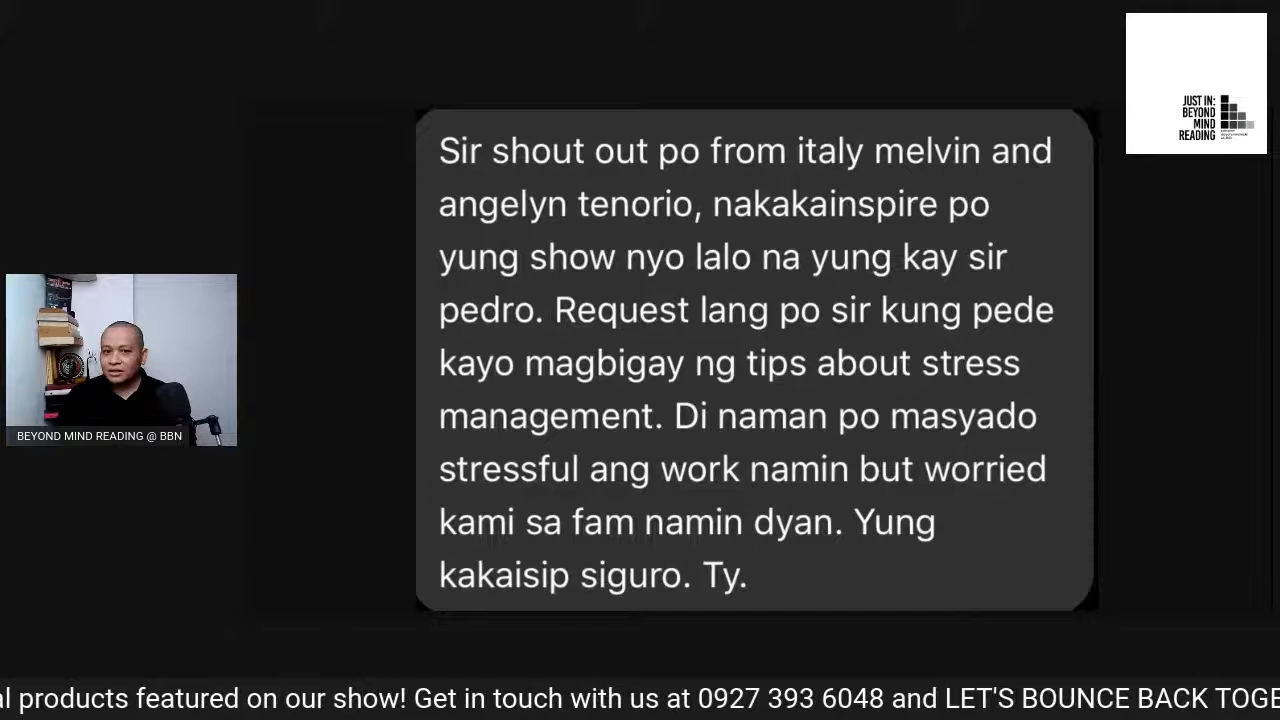 JUST IN:
BEYOND
MIND
READING
Sir shout out po from italy melvin and
angelyn tenorio, nakakainspire po
yung show nyo lalo na yung kay sir
pedro. Request lang po sir kung pede
kayo magbigay ng tips about stress
management. Di naman po masyado
stressful ang work namin but worried
kami sa fam namin dyan. Yung
kakaisip siguro. Ty.
BEYOND MIND READING @ BBN
products featured on our show! Get in touch with us at 0927 393 6048 and LET'S BOUNCE BACK